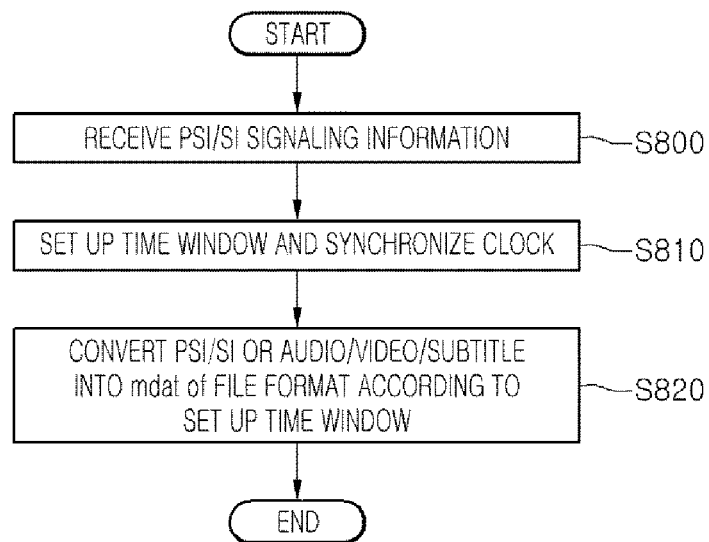 START
RECEIVE PSI/SI SIGNALING INFORMATION
S800
SET UP TIME WINDOW AND SYNCHRONIZE CLOCK
S810
CONVERT PSI/SI OR AUDIO/VIDEO/SUBTITLE
INTO mdat of FILE FORMAT ACCORDING TO
SET UP TIME WINDOW
S820
END